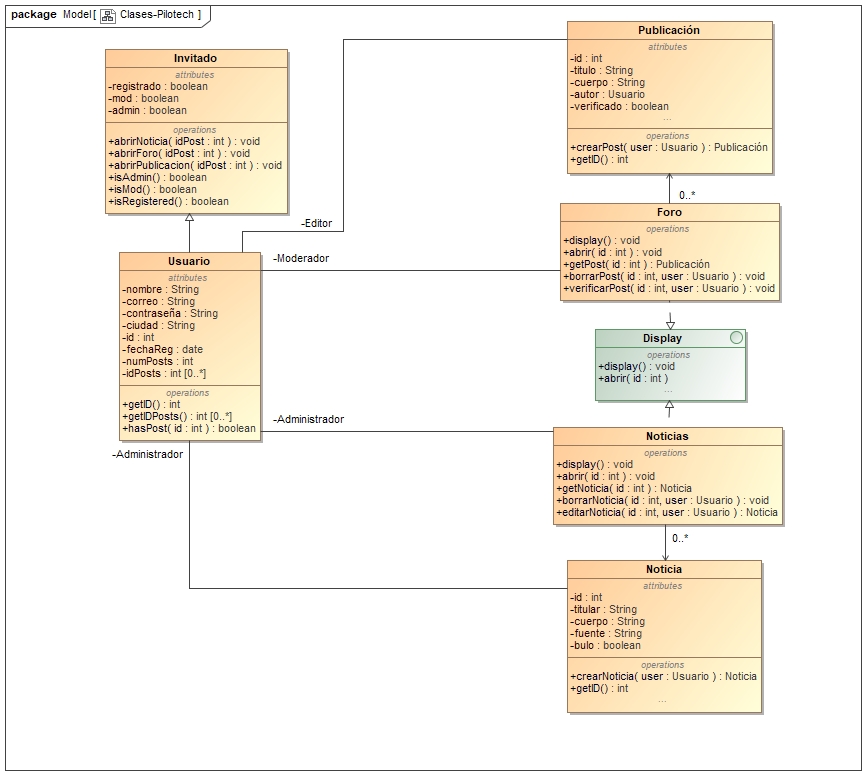 package Model [ Clases-Pilotech ]
Invitado
attributes
-registrado : boolean
-mod : boolean
-admin : boolean
operations
+abrirNoticia( idPost : int ) : void
+abrirForo( idPost : int ) : void
+abrirPublicacion( idPost : int ) : void
+isAdmin() : boolean
+isMod() : boolean
+isRegistered() : boolean
Publicación
attributes
-id : int
-titulo : String
-cuerpo : String
-autor : Usuario
-verificado : boolean
...
operations
+crearPost( user : Usuario ) : Publicación
+getID() : int
0..*
-Editor
-Moderador
Foro
operations
+display() : void
+abrir( id : int ) : void
+getPost( id : int ) : Publicación
+borrarPost( id : int, user : Usuario ) : void
+verificarPost( id : int, user : Usuario ) : void
Usuario
attributes
-nombre : String
-correo : String
-contraseña : String
-ciudad : String
-id : int
-fechaReg : date
-numPosts : int
-idPosts : int [0..*]
operations
+getID() : int
+getIDPosts() : int [0..*]
+hasPost( id : int ) : boolean
Display
operations
+display() : void
+abrir( id : int )
...
-Administrador
-Administrador
Noticias
operations
+display() : void
+abrir( id : int ) : void
+getNoticia( id : int ) : Noticia
+borrarNoticia( id : int, user : Usuario ) : void
+editarNoticia( id : int, user : Usuario ) : Noticia
0..*
Noticia
attributes
-id : int
-titular : String
-cuerpo : String
-fuente : String
-bulo : boolean
operations
+crearNoticia( user : Usuario ) : Noticia
+getID() : int
...